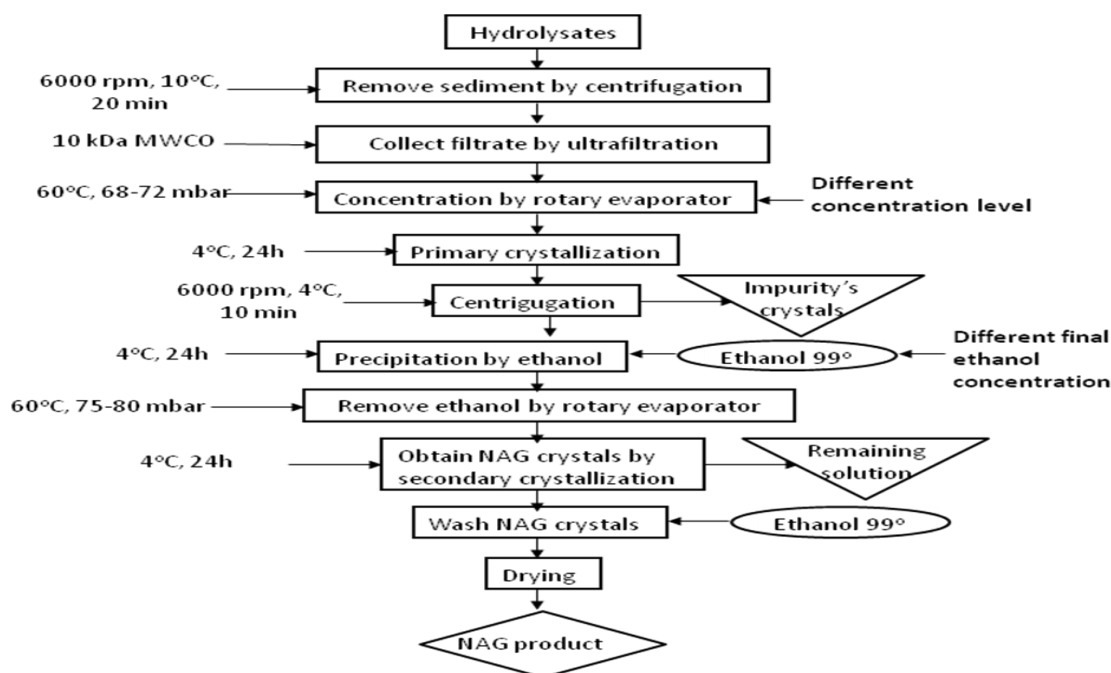 Hydrolysates
6000 rpm, 10°C,
20 min
Remove sediment by centrifugation
10 kDa MWCO
Collect filtrate by ultrafiltration
60°C, 68-72 mbar
Concentration by rotary evaporator
Different
concentration level
4°C, 24h
Primary crystallization
6000 rpm, 4°C,
10 min
Centrigugation
Impurity's
crystals
4°C, 24h
Precipitation by ethanol
Ethanol 99°
Different final
ethanol
concentration
60°C, 75-80 mbar
Remove ethanol by rotary evaporator
4°C, 24h
Obtain NAG crystals by
secondary crystallization
Remaining
solution
Wash NAG crystals
Ethanol 99°
Drying
NAG product